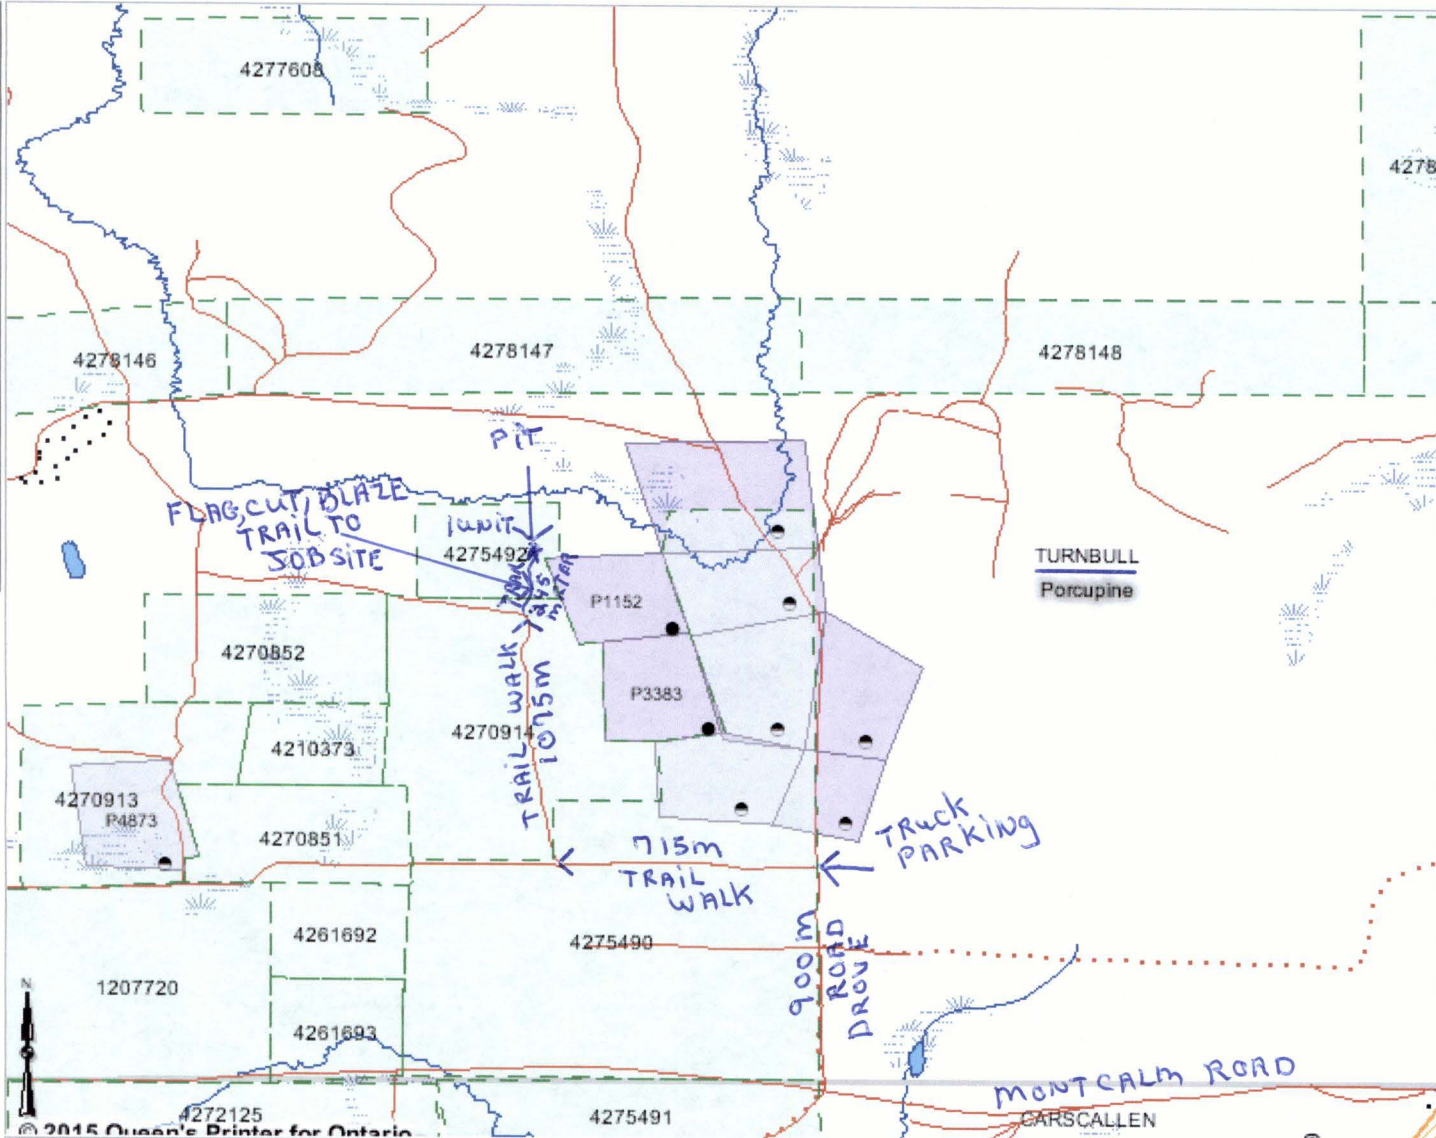 4277608
4278
4278146
4278147
4278148
PIT
FLAG,CUT/BLAZE
TRAIL TO
JOBSITE
1UNIT
4275492
TURNBULL
Porcupine
P1152
245
4270852
P3383
TRAIL WALK
1075m
4270914
4210373
4270913
P4873
4270851
TRUCK
PARKING
715m
TRAIL
WALK
4261692
4275490
900m
ROAD
DROVE
1207720
N
4261693
MONTCALM ROAD
4272125
4275491
CARSCALLEN
© 2015 Queen's Printer for Ontario